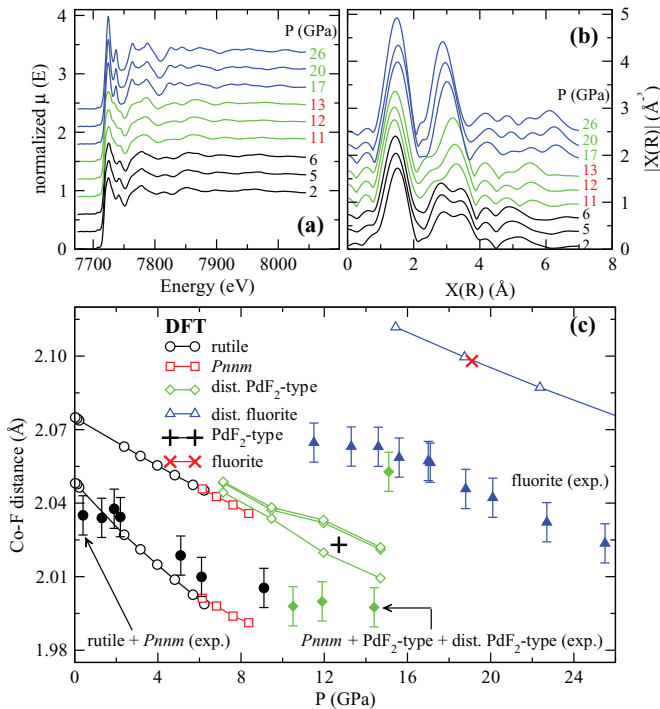 P (GPa)
26
20
17
13
12
11
6
5
2
4
3
2
1
0
normalized μ (E)
(a)
7700 7800 7900 8000
Energy (eV)
(b)
P (GPa)
26
20
17
13
12
11
6
5
2
5
4
3
2
1
0
|X(R)| (Å⁻³)
0 2 4 6 8
X(R) (Å)
(c)
DFT
rutile
Pnnm
dist. PdF₂-type
dist. fluorite
PdF₂-type
fluorite
2.10
2.07
2.04
2.01
1.98
Co-F distance (Å)
fluorite (exp.)
rutile + Pnnm (exp.)
Pnnm + PdF₂-type + dist. PdF₂-type (exp.)
0 4 8 12 16 20 24
P (GPa)